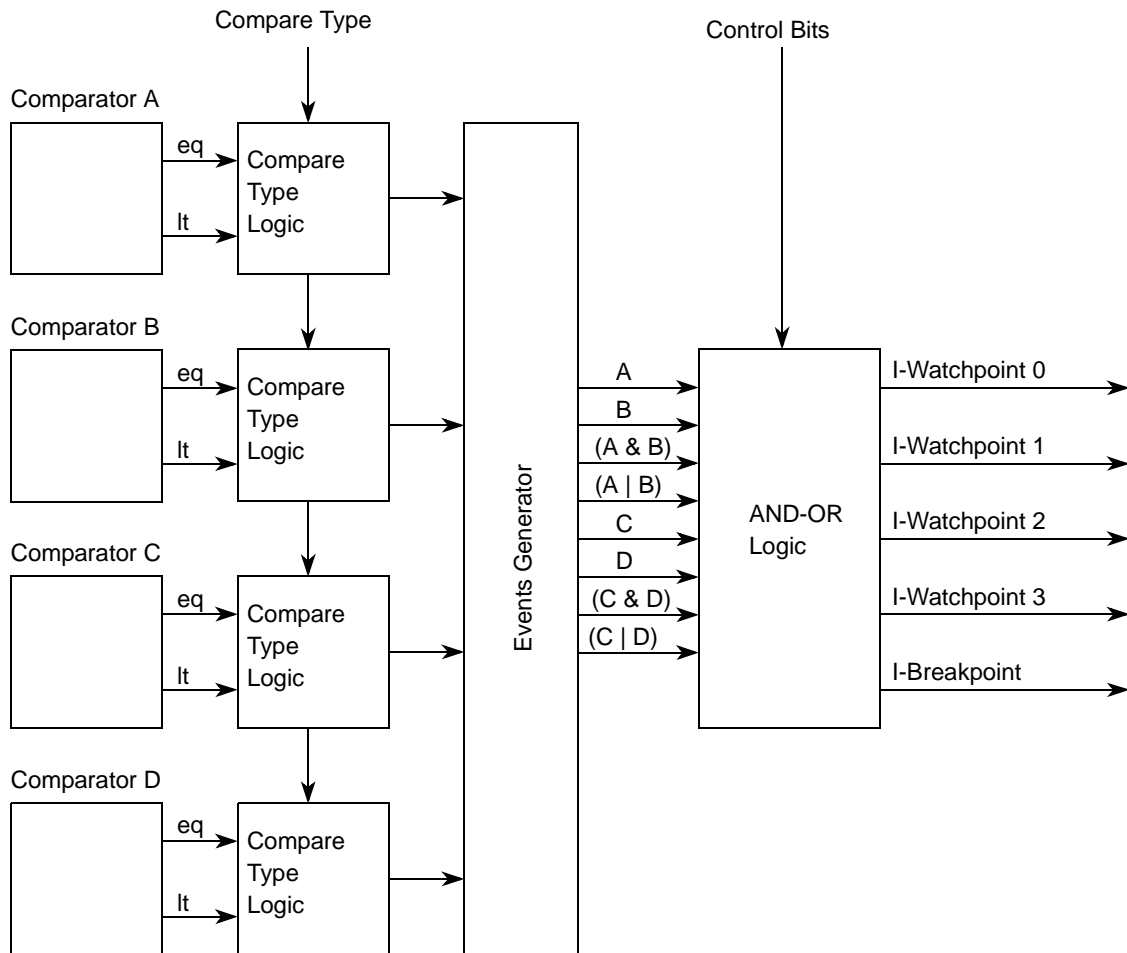 Compare Type
Control Bits
Comparator A
eq
lt
Compare
Type
Logic
Comparator B
eq
lt
Compare
Type
Logic
Comparator C
eq
lt
Compare
Type
Logic
Comparator D
eq
lt
Compare
Type
Logic
Events Generator
A
B
(A & B)
(A | B)
C
D
(C & D)
(C | D)
AND-OR
Logic
I-Watchpoint 0
I-Watchpoint 1
I-Watchpoint 2
I-Watchpoint 3
I-Breakpoint